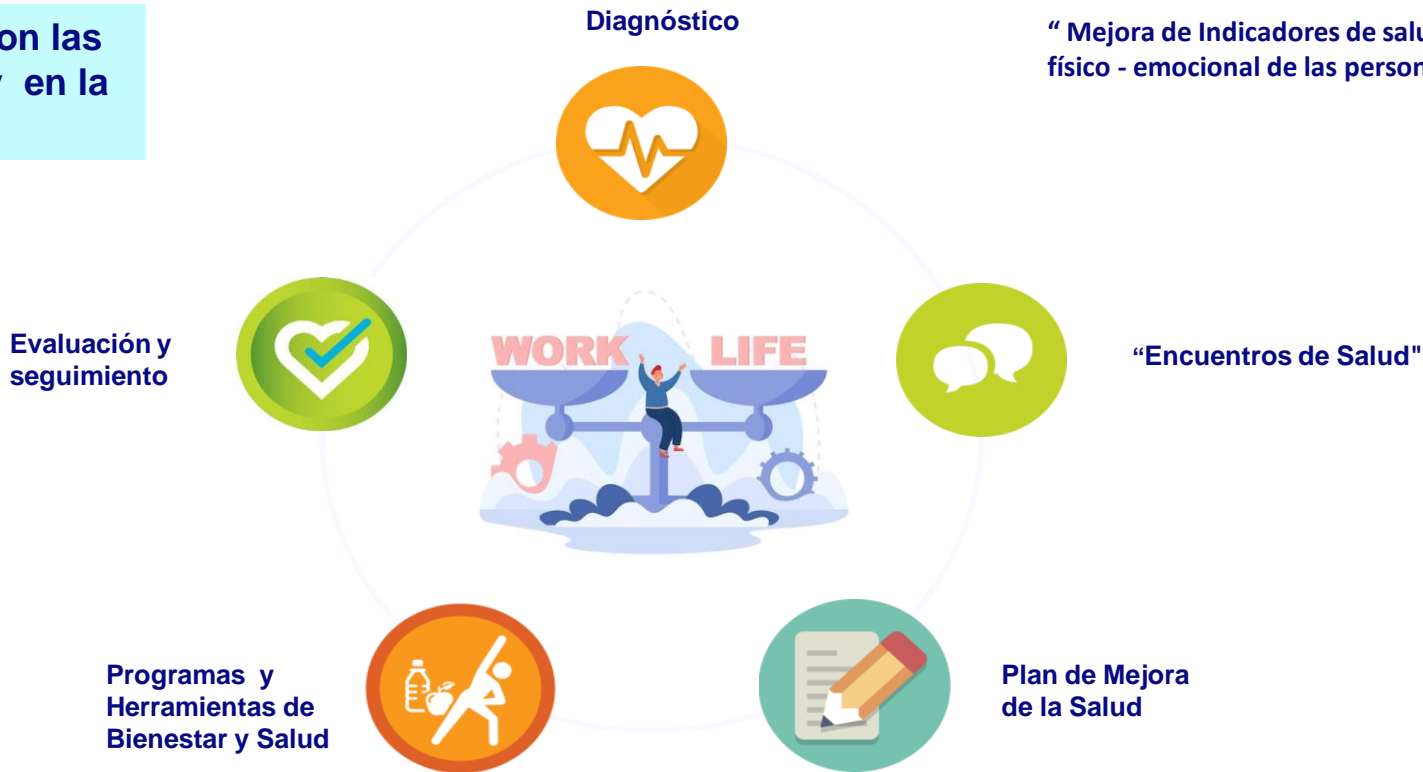 on las
en la
Diagnóstico
“ Mejora de Indicadores de salu
físico - emocional de las person
WORK LIFE
Evaluación y
seguimiento
“Encuentros de Salud"
Programas y
Herramientas de
Bienestar y Salud
Plan de Mejora
de la Salud